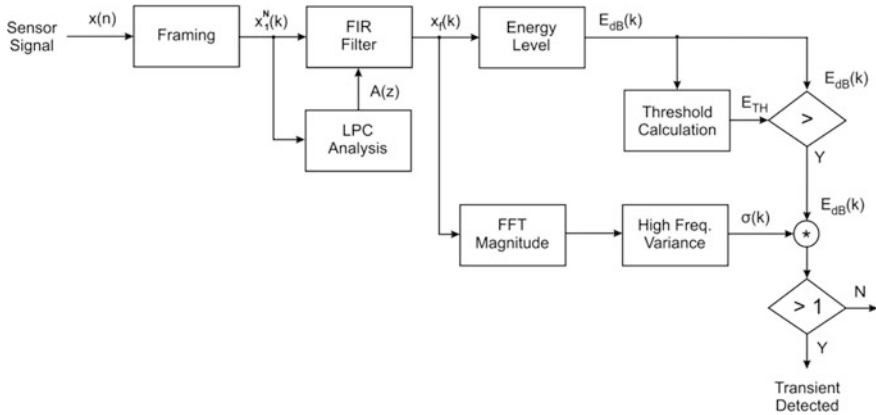 Sensor
Signal
x(n)
Framing
x₁ᴺ(k)
FIR
Filter
x_f(k)
Energy
Level
E_dB(k)
A(z)
LPC
Analysis
Threshold
Calculation
E_TH
E_dB(k)
>
Y
E_dB(k)
FFT
Magnitude
High Freq.
Variance
σ(k)
*
> 1
N
Y
Transient
Detected